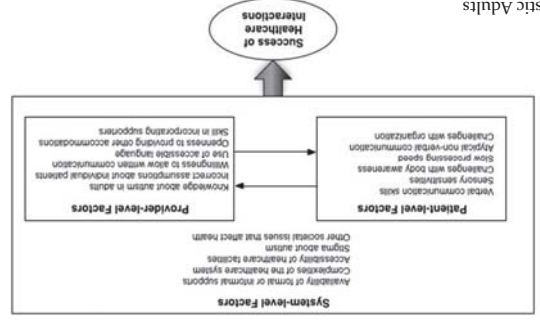 System-level Factors
Availability of formal or informal supports
Complexities of the healthcare system
Accessibility of healthcare facilities
Stigma about autism
Other societal issues that affect health
Patient-level Factors
Verbal communication skills
Sensory sensitivities
Challenges with body awareness
Slow processing speed
Atypical non-verbal communication
Challenges with organization
Provider-level Factors
Knowledge about autism in adults
Incorrect assumptions about individual patients
Willingness to allow written communication
Use of accessible language
Openness to providing other accommodations
Skill in incorporating supporters
Success of
Healthcare
Interactions
stic Adults